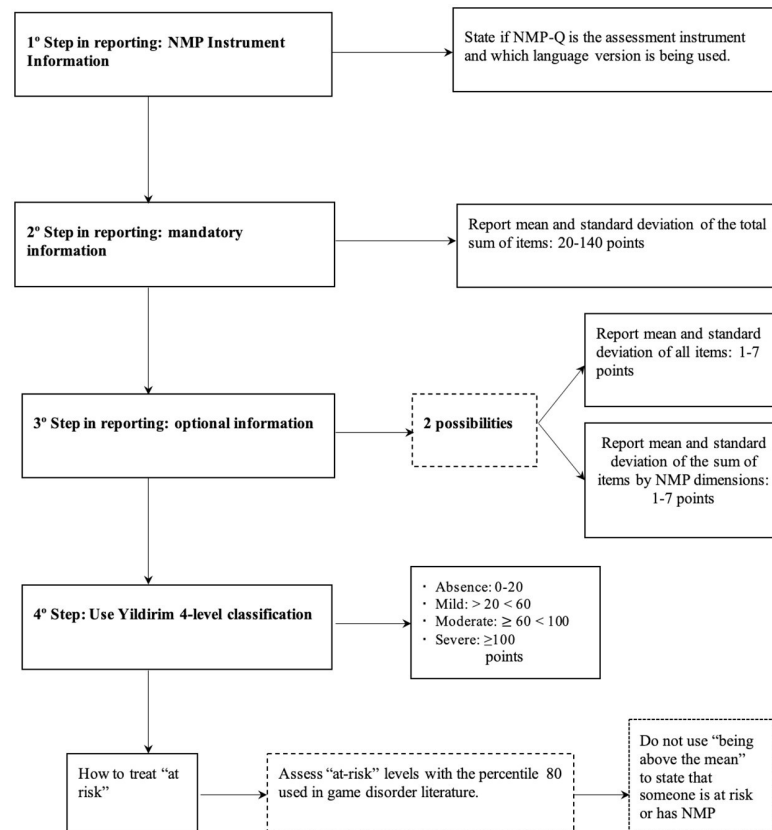 1º Step in reporting: NMP Instrument
Information
State if NMP-Q is the assessment instrument
and which language version is being used.
2º Step in reporting: mandatory
information
Report mean and standard deviation of the total
sum of items: 20-140 points
3º Step in reporting: optional information
2 possibilities
Report mean and standard
deviation of all items: 1-7
points
Report mean and standard
deviation of the sum of
items by NMP dimensions:
1-7 points
4º Step: Use Yildirim 4-level classification
· Absence: 0-20
· Mild: > 20 < 60
· Moderate: ≥ 60 < 100
· Severe: ≥100
points
How to treat “at
risk”
Assess “at-risk” levels with the percentile 80
used in game disorder literature.
Do not use “being
above the mean”
to state that
someone is at risk
or has NMP